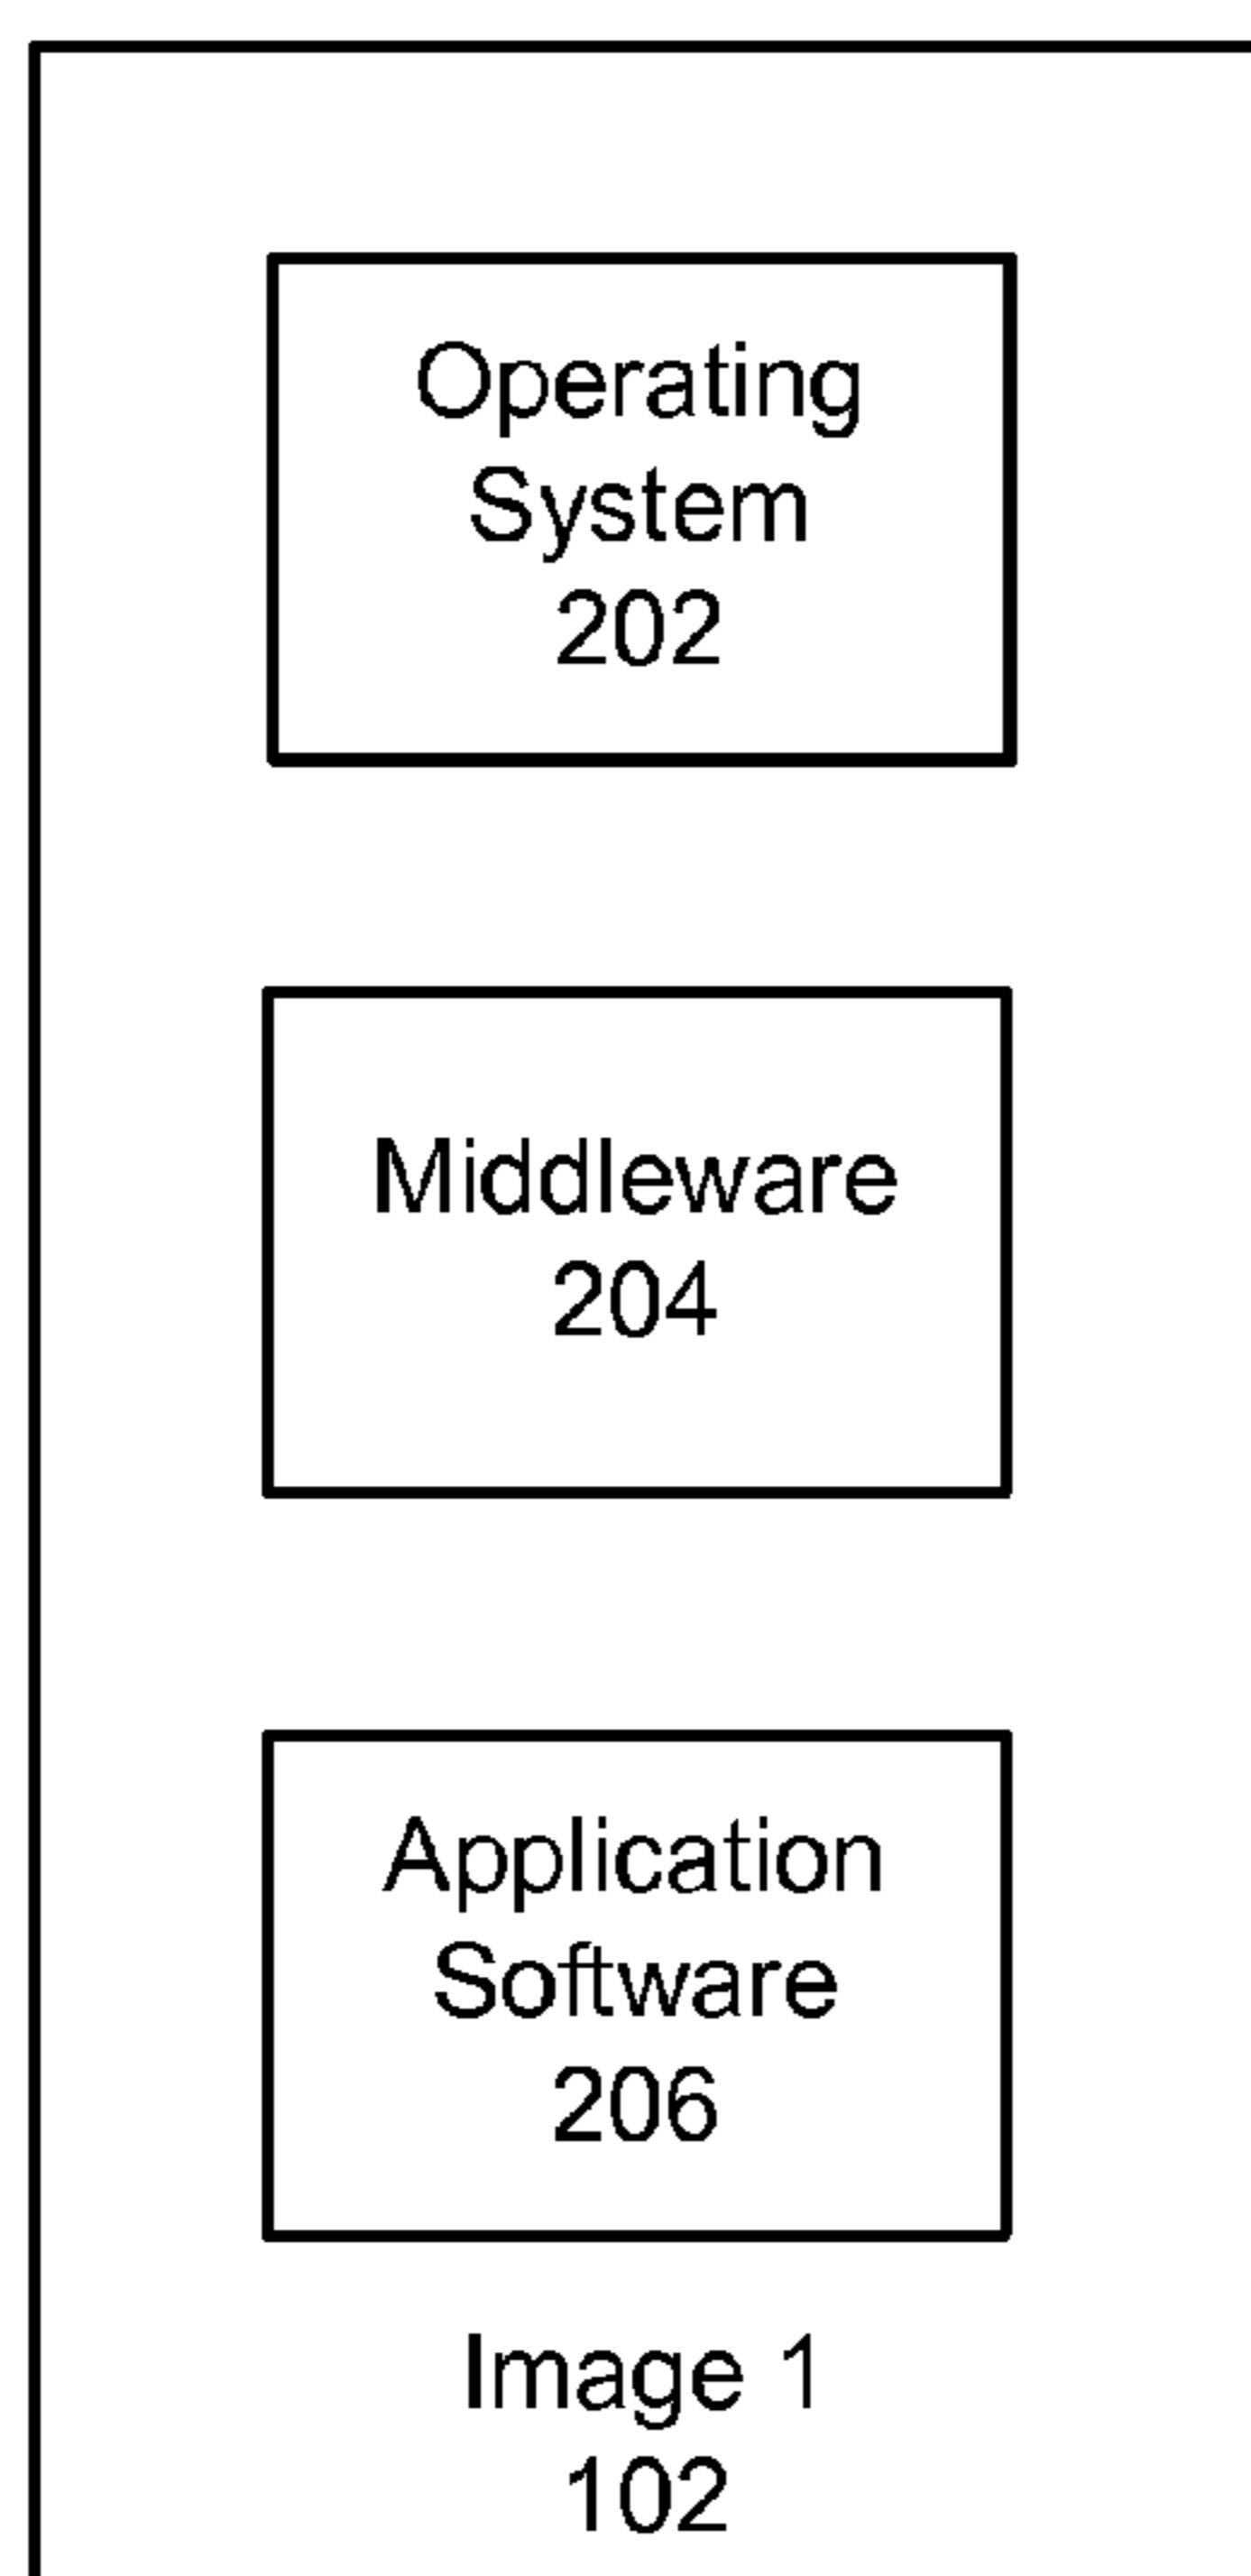 Operating
System
202
Middleware
204
Application
Software
206
Image 1
102